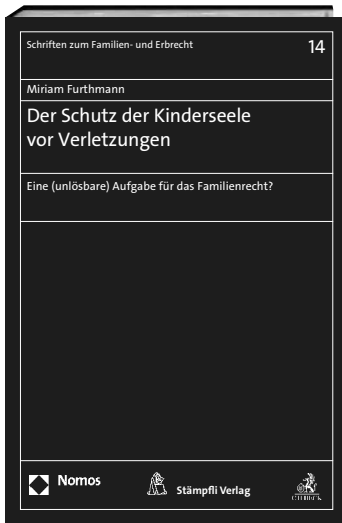 Schriften zum Familien- und Erbrecht
14
Miriam Furthmann
Der Schutz der Kinderseele
vor Verletzungen
Eine (unlösbare) Aufgabe für das Familienrecht?
Nomos
Stämpfli Verlag
C·H·BECK